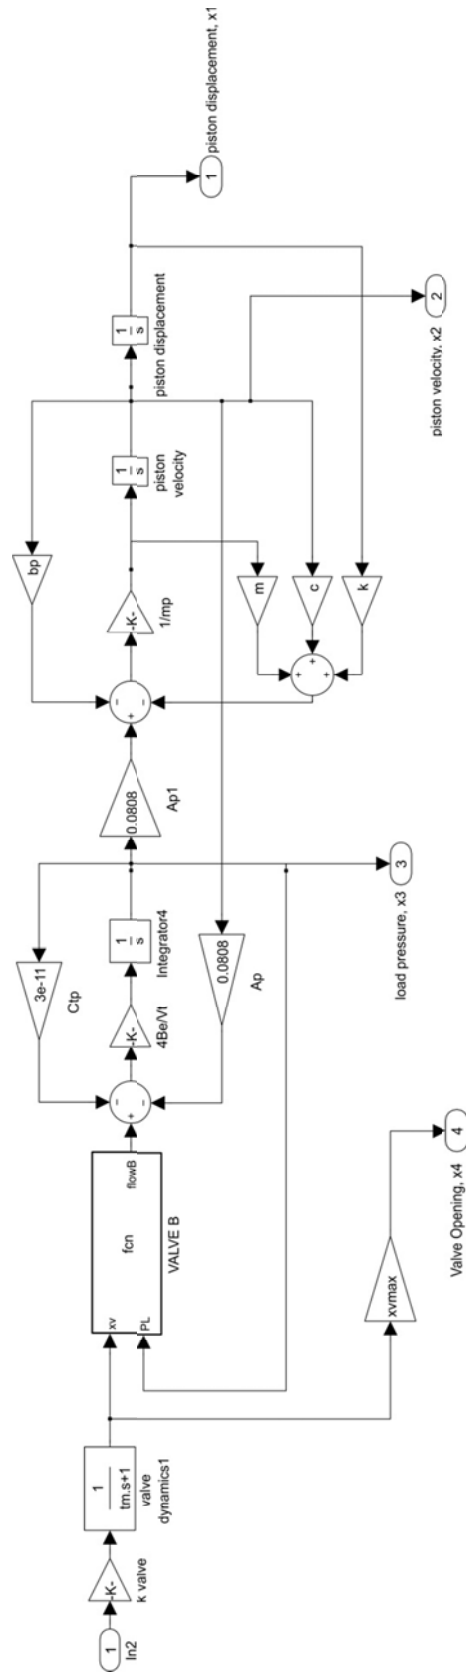 1
In2
-K-
k valve
1
tm.s+1
valve
dynamics1
xv
PL
fcn
flowB
VALVE B
xvmax
4
Valve Opening, x4
+
−
−
-K-
4Be/Vt
1
s
Integrator4
3e-11
Ctp
0.0808
Ap
3
load pressure, x3
0.0808
Ap1
−
+
−
-K-
1/mp
bp
1
s
piston
velocity
m
c
k
+
+
+
1
s
piston displacement
2
piston velocity, x2
1
piston displacement, x1